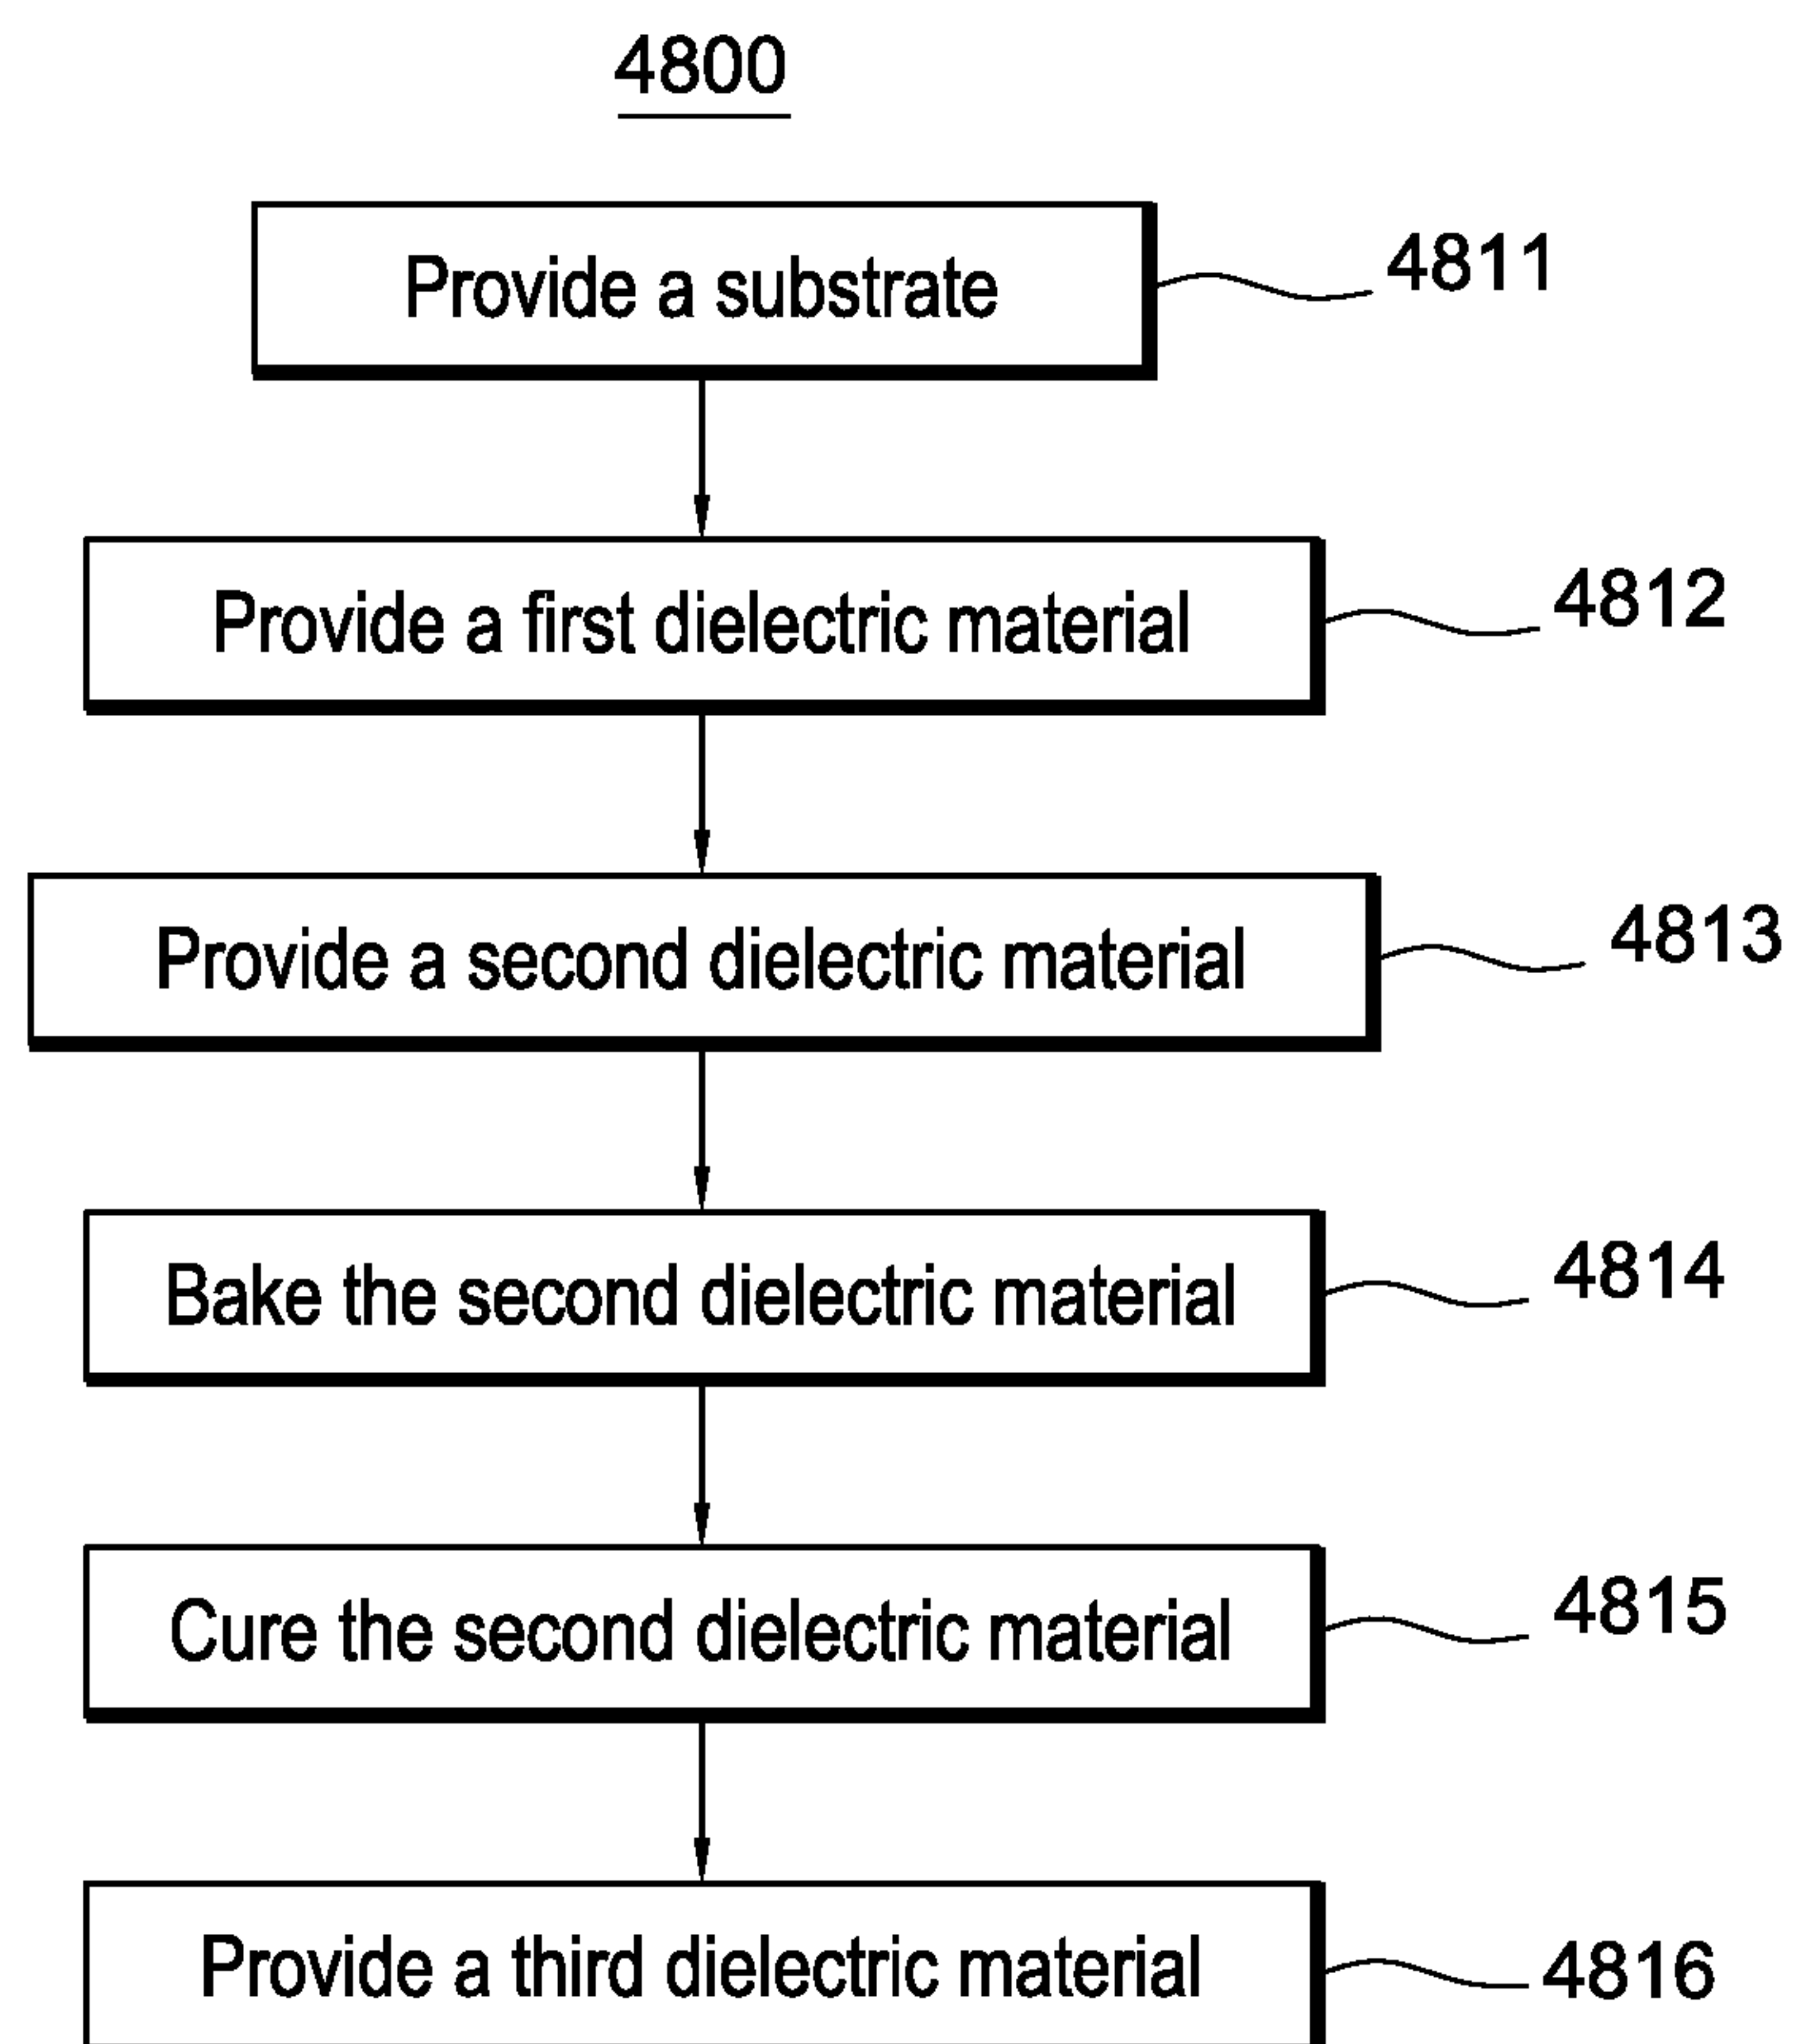 4800
Provide a substrate 4811
Provide a first dielectric material 4812
Provide a second dielectric material 4813
Bake the second dielectric material 4814
Cure the second dielectric material 4815
Provide a third dielectric material 4816